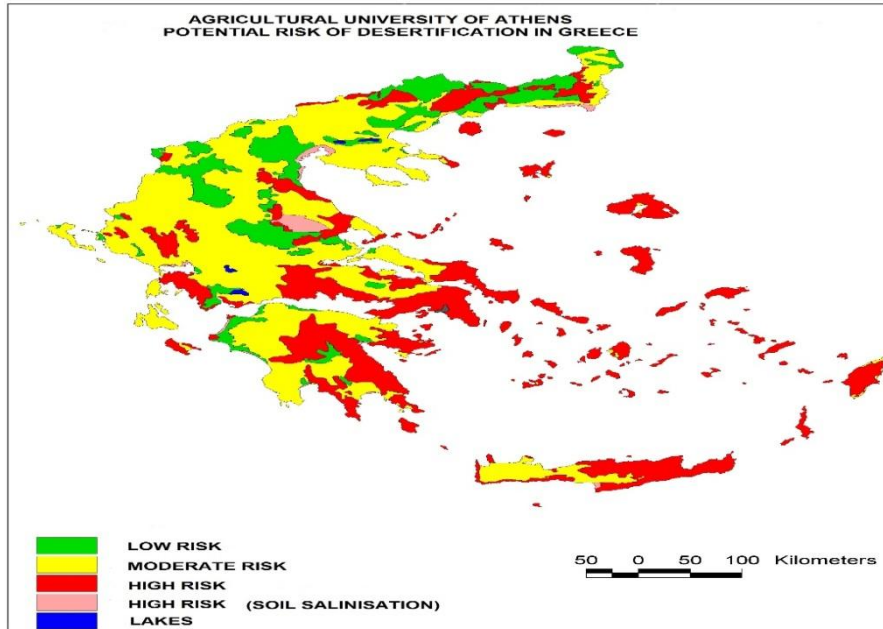 AGRICULTURAL UNIVERSITY OF ATHENS
POTENTIAL RISK OF DESERTIFICATION IN GREECE
LOW RISK
MODERATE RISK
HIGH RISK
HIGH RISK (SOIL SALINISATION)
LAKES
50 0 50 100 Kilometers